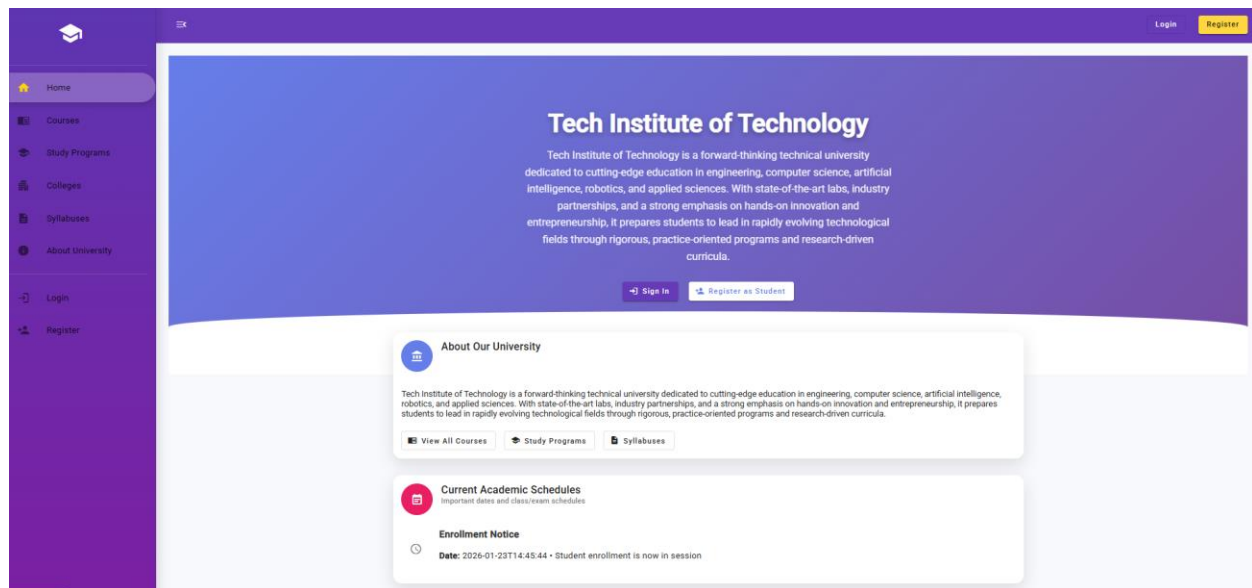 Login
Register
Home
Courses
Study Programs
Colleges
Syllabuses
About University
Login
Register
Tech Institute of Technology
Tech Institute of Technology is a forward-thinking technical university
dedicated to cutting-edge education in engineering, computer science, artificial
intelligence, robotics, and applied sciences. With state-of-the-art labs, industry
partnerships, and a strong emphasis on hands-on innovation and
entrepreneurship, it prepares students to lead in rapidly evolving technological
fields through rigorous, practice-oriented programs and research-driven
curricula.
Sign In
Register as Student
About Our University
Tech Institute of Technology is a forward-thinking technical university dedicated to cutting-edge education in engineering, computer science, artificial intelligence,
robotics, and applied sciences. With state-of-the-art labs, industry partnerships, and a strong emphasis on hands-on innovation and entrepreneurship, it prepares
students to lead in rapidly evolving technological fields through rigorous, practice-oriented programs and research-driven curricula.
View All Courses
Study Programs
Syllabuses
Current Academic Schedules
Important dates and class/exam schedules
Enrollment Notice
Date: 2026-01-23T14:45:44 • Student enrollment is now in session